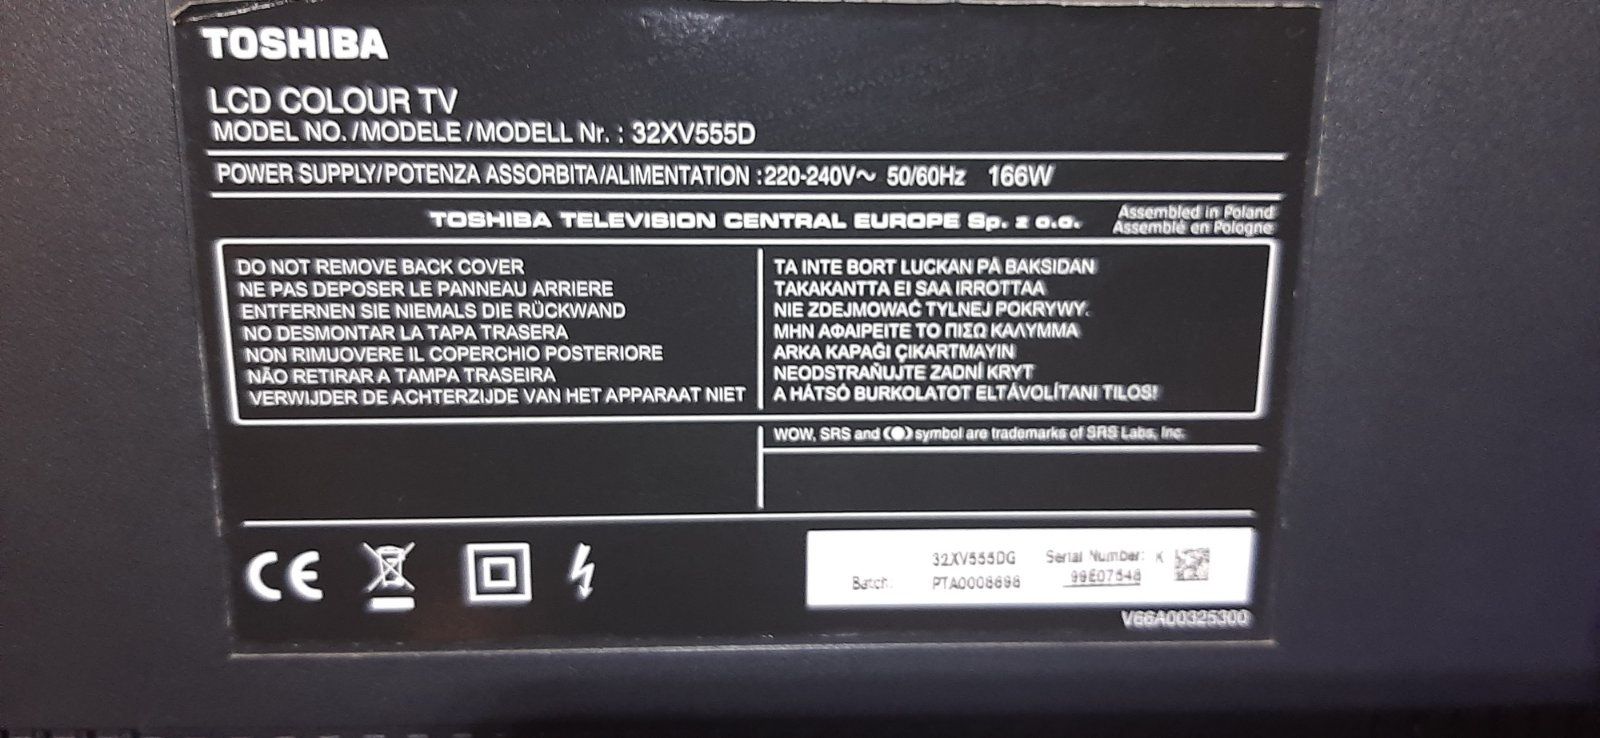 TOSHIBA
LCD COLOUR TV
MODEL NO./MODELE/MODELL Nr. : 32XV555D
POWER SUPPLY/POTENZA ASSORBITA/ALIMENTATION :220-240V~ 50/60Hz 166W
TOSHIBA TELEVISION CENTRAL EUROPE Sp. z o.o.
Assembled in Poland
Assemblé en Pologne
DO NOT REMOVE BACK COVER
NE PAS DEPOSER LE PANNEAU ARRIERE
ENTFERNEN SIE NIEMALS DIE RÜCKWAND
NO DESMONTAR LA TAPA TRASERA
NON RIMUOVERE IL COPERCHIO POSTERIORE
NÃO RETIRAR A TAMPA TRASEIRA
VERWIJDER DE ACHTERZIJDE VAN HET APPARAAT NIET
TA INTE BORT LUCKAN PÅ BAKSIDAN
TAKAKANTTA EI SAA IRROTTAA
NIE ZDEJMOWAĆ TYLNEJ POKRYWY.
ΜΗΝ ΑΦΑΙΡΕΙΤΕ ΤΟ ΠΙΣΩ ΚΑΛΥΜΜΑ
ARKA KAPAĞI ÇIKARTMAYIN
NEODSTRAŇUJTE ZADNÍ KRYT
A HÁTSÓ BURKOLATOT ELTÁVOLÍTANI TILOS!
WOW, SRS and symbol are trademarks of SRS Labs, Inc.
CE
32XV555DG
Batch: PTA0008698
Serial Number: K
99E07548
V66A00325300